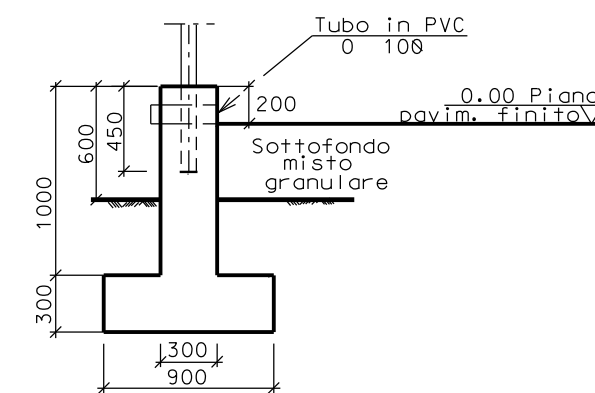 Tubo in PVC
0 100
200
0.00 Piano
pavim. finito
450
600
Sottofondo
misto
granulare
1000
300
300
900